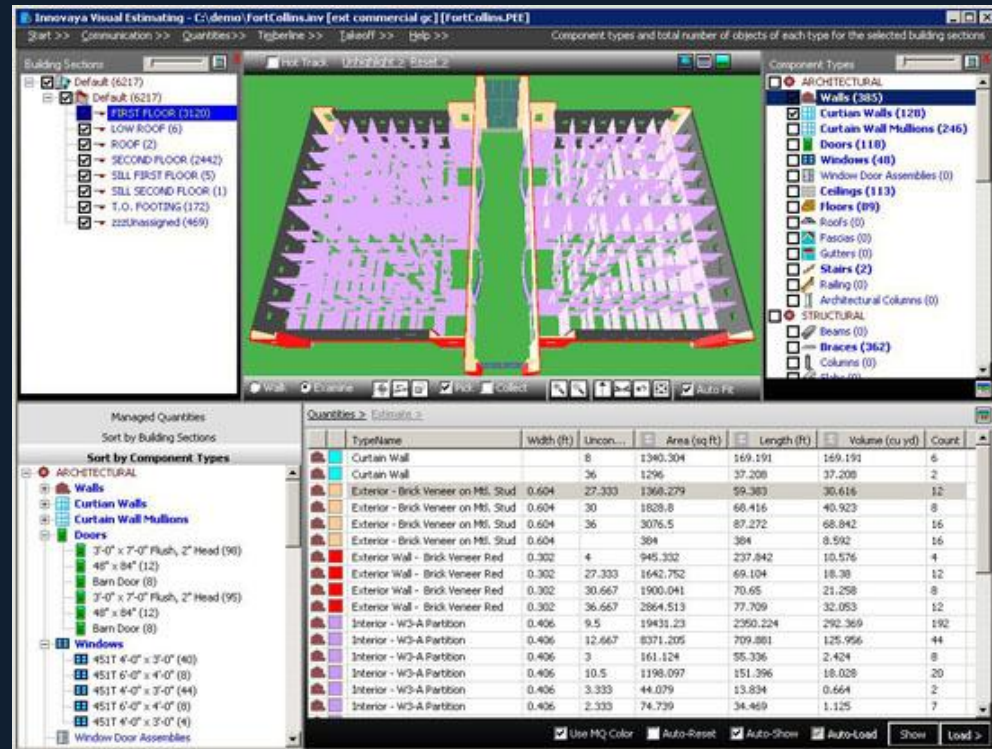 Innovaya Visual Estimating - C:\demo\FortCollins.inv [ext commercial gc] [FortCollins.PEE]
Start >> Communication >> Quantities>> Timberline >> Takeoff >> Help >> Component types and total number of objects of each type for the selected building sections
Building Sections
Default (6217)
Default (6217)
FIRST FLOOR (3120)
LOW ROOF (6)
ROOF (2)
SECOND FLOOR (2442)
SILL FIRST FLOOR (5)
SILL SECOND FLOOR (1)
T.O. FOOTING (172)
zzzUnassigned (469)
Hot Track Unhighlight > Reset >
Walk Examine Pick Collect Auto Fit
Component Types
ARCHITECTURAL
Walls (385)
Curtian Walls (128)
Curtain Wall Mullions (246)
Doors (118)
Windows (48)
Window Door Assemblies (0)
Ceilings (113)
Floors (89)
Roofs (0)
Fascias (0)
Gutters (0)
Stairs (2)
Railing (0)
Architectural Columns (0)
STRUCTURAL
Beams (0)
Braces (362)
Columns (0)
Managed Quantities
Sort by Building Sections
Sort by Component Types
ARCHITECTURAL
Walls
Curtian Walls
Curtain Wall Mullions
Doors
3'-0" x 7'-0" Flush, 2" Head (98)
48" x 84" (12)
Barn Door (8)
3'-0" x 7'-0" Flush, 2" Head (95)
48" x 84" (12)
Barn Door (8)
Windows
451T 4'-0" x 3'-0" (40)
451T 6'-0" x 4'-0" (8)
451T 4'-0" x 3'-0" (44)
451T 6'-0" x 4'-0" (8)
451T 4'-0" x 3'-0" (4)
Window Door Assemblies
Quantities > Estimate >
TypeName Width (ft) Uncon... Area (sq ft) Length (ft) Volume (cu yd) Count
Curtain Wall 8 1340.304 169.191 169.191 6
Curtain Wall 36 1296 37.208 37.208 2
Exterior - Brick Veneer on Mtl. Stud 0.604 27.333 1368.279 59.383 30.616 12
Exterior - Brick Veneer on Mtl. Stud 0.604 30 1828.8 68.416 40.923 8
Exterior - Brick Veneer on Mtl. Stud 0.604 36 3076.5 87.272 68.842 16
Exterior - Brick Veneer on Mtl. Stud 0.604 384 384 8.592 16
Exterior Wall - Brick Veneer Red 0.302 4 945.332 237.842 10.576 4
Exterior Wall - Brick Veneer Red 0.302 27.333 1642.752 69.104 18.38 12
Exterior Wall - Brick Veneer Red 0.302 30.667 1900.041 70.65 21.258 8
Exterior Wall - Brick Veneer Red 0.302 36.667 2864.513 77.709 32.053 12
Interior - W3-A Partition 0.406 9.5 19431.23 2350.224 292.369 192
Interior - W3-A Partition 0.406 12.667 8371.205 709.881 125.956 44
Interior - W3-A Partition 0.406 3 161.124 55.336 2.424 8
Interior - W3-A Partition 0.406 10.5 1198.097 151.396 18.028 20
Interior - W3-A Partition 0.406 3.333 44.079 13.834 0.664 2
Interior - W3-A Partition 0.406 2.333 74.739 34.469 1.125 7
Use MQ Color Auto-Reset Auto-Show Auto-Load Show Load >